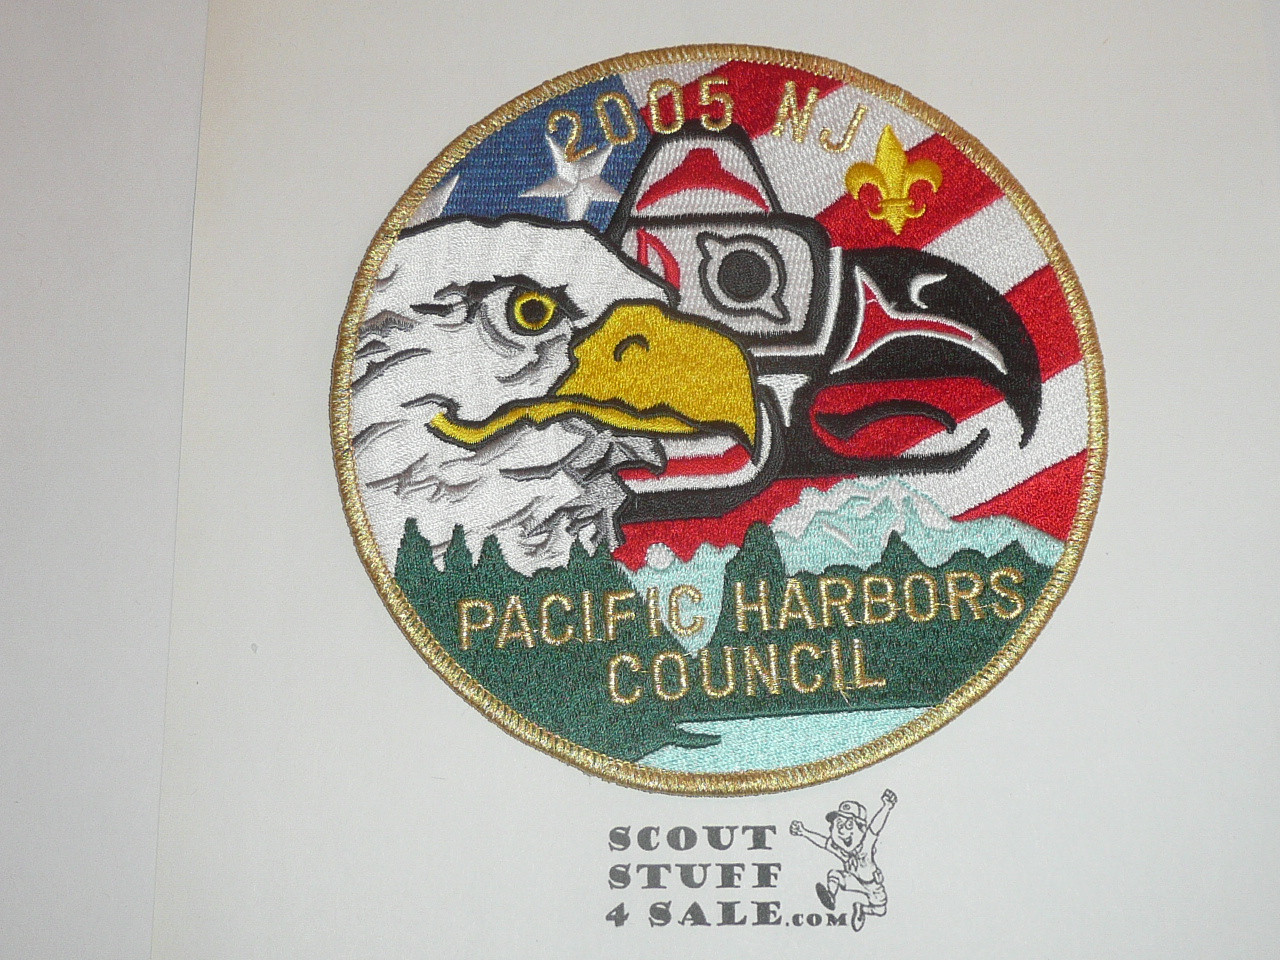 2005 NJ
PACIFIC HARBORS
COUNCIL
SCOUT
STUFF
4 SALE.COM